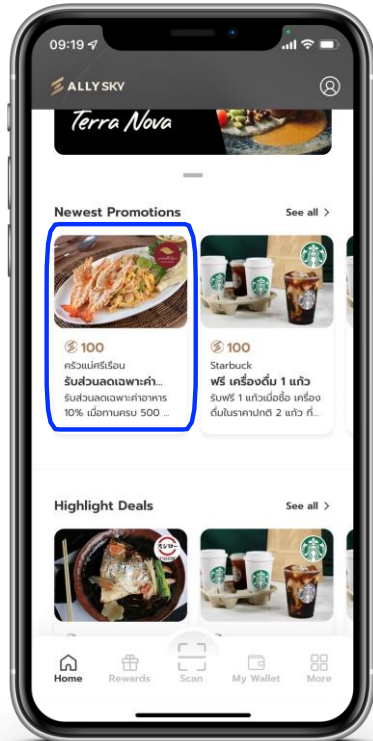 09:19
ALLY SKY
Terra Nova
Newest Promotions
See all >
100
ครัวแม่ศรีเรือน
รับส่วนลดเฉพาะค่า...
รับส่วนลดเฉพาะค่าอาหาร
10% เมื่อทานครบ 500 ...
100
Starbuck
ฟรี เครื่องดื่ม 1 แก้ว
รับฟรี 1 แก้วเมื่อซื้อ เครื่อง
ดื่มในราคาปกติ 2 แก้ว ที่...
Highlight Deals
See all >
スシロー
Home
Rewards
Scan
My Wallet
More